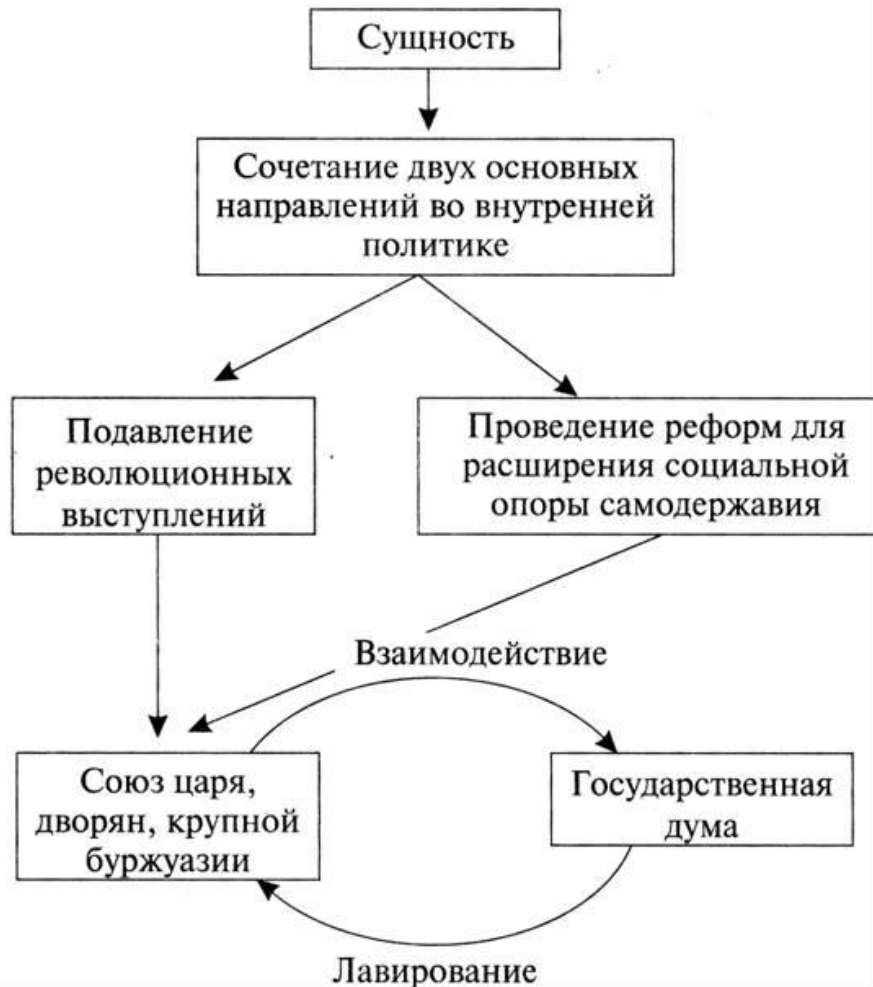 Сущность
Сочетание двух основных
направлений во внутренней
политике
Подавление
революционных
выступлений
Проведение реформ для
расширения социальной
опоры самодержавия
Взаимодействие
Союз царя,
дворян, крупной
буржуазии
Государственная
дума
Лавирование